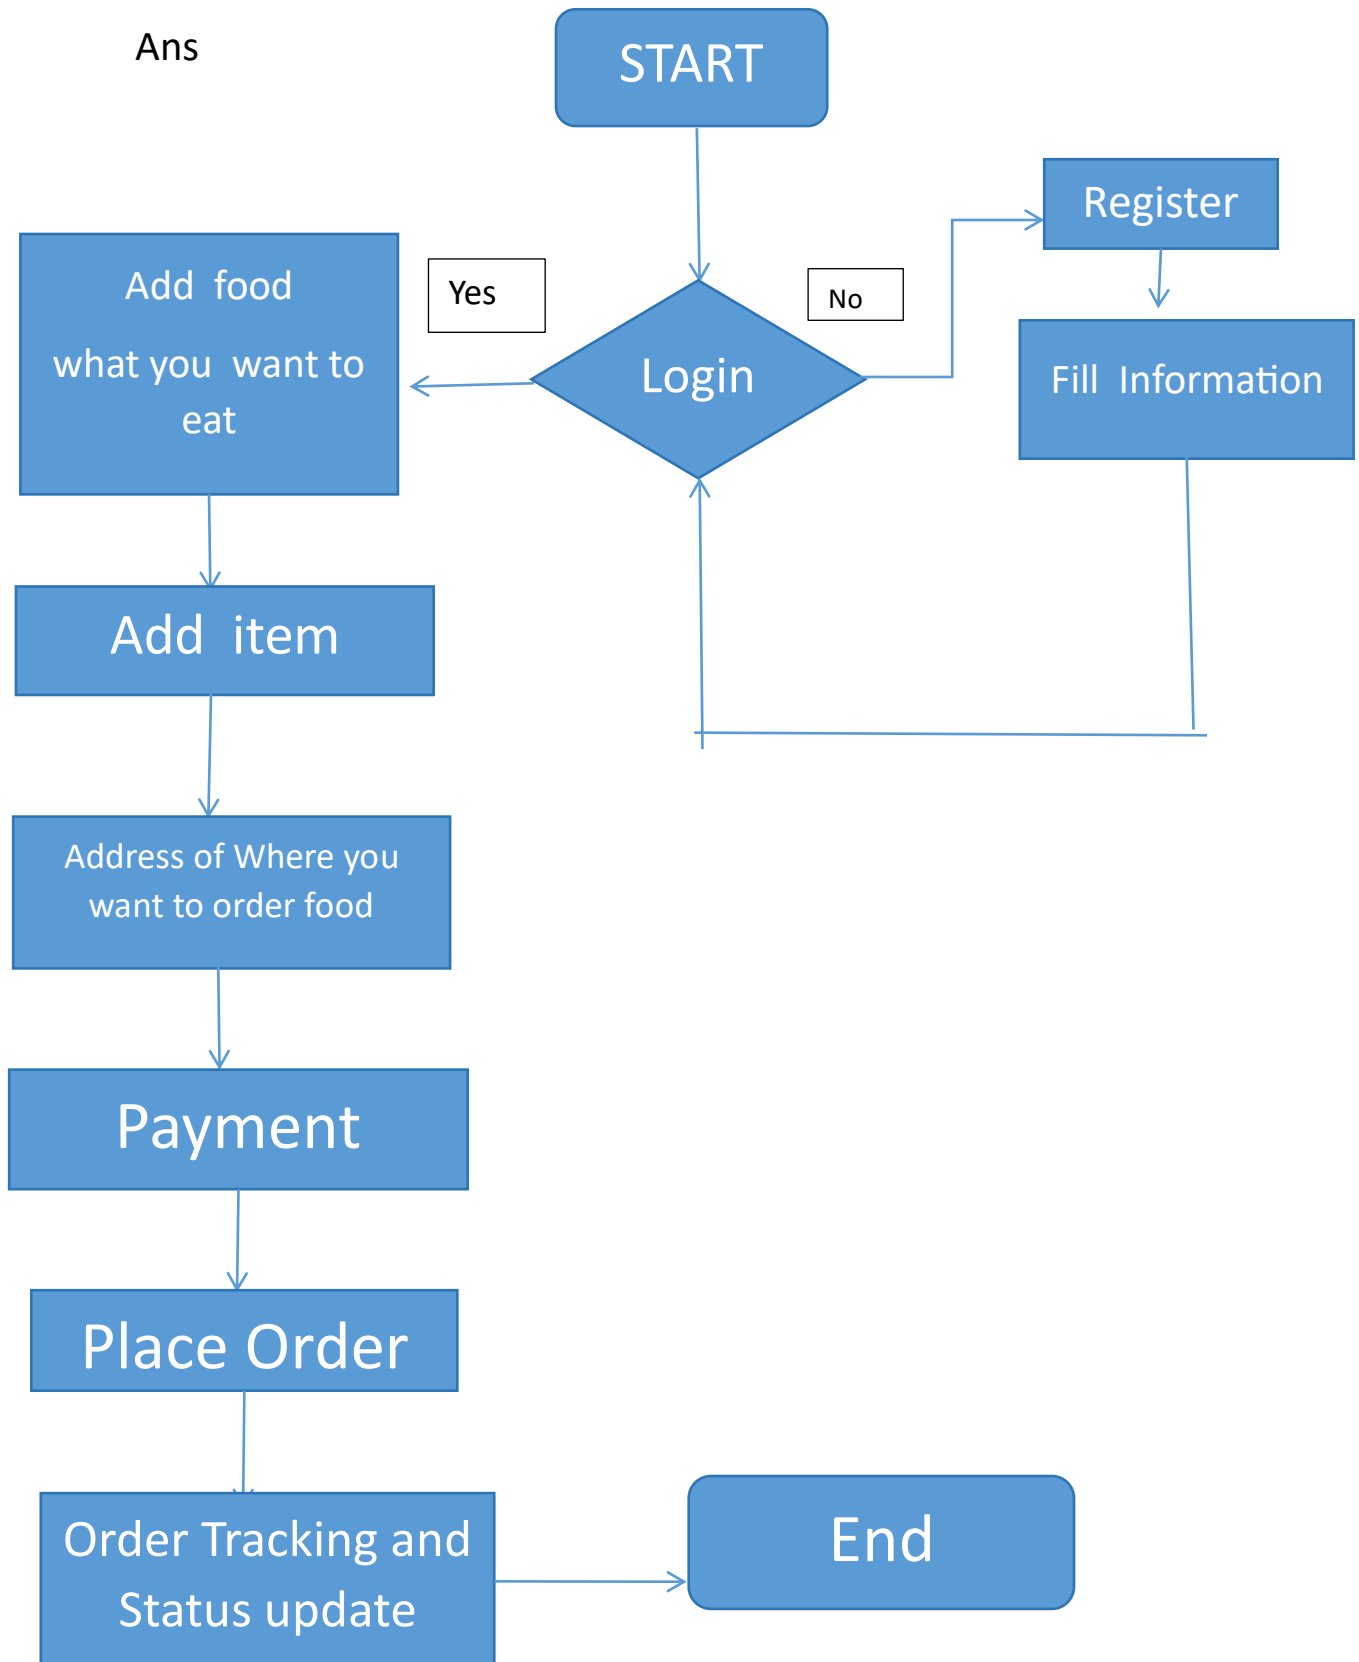 Ans
START
Register
Add food
what you want to
eat
Yes
No
Login
Fill Information
Add item
Address of Where you
want to order food
Payment
Place Order
Order Tracking and
Status update
End